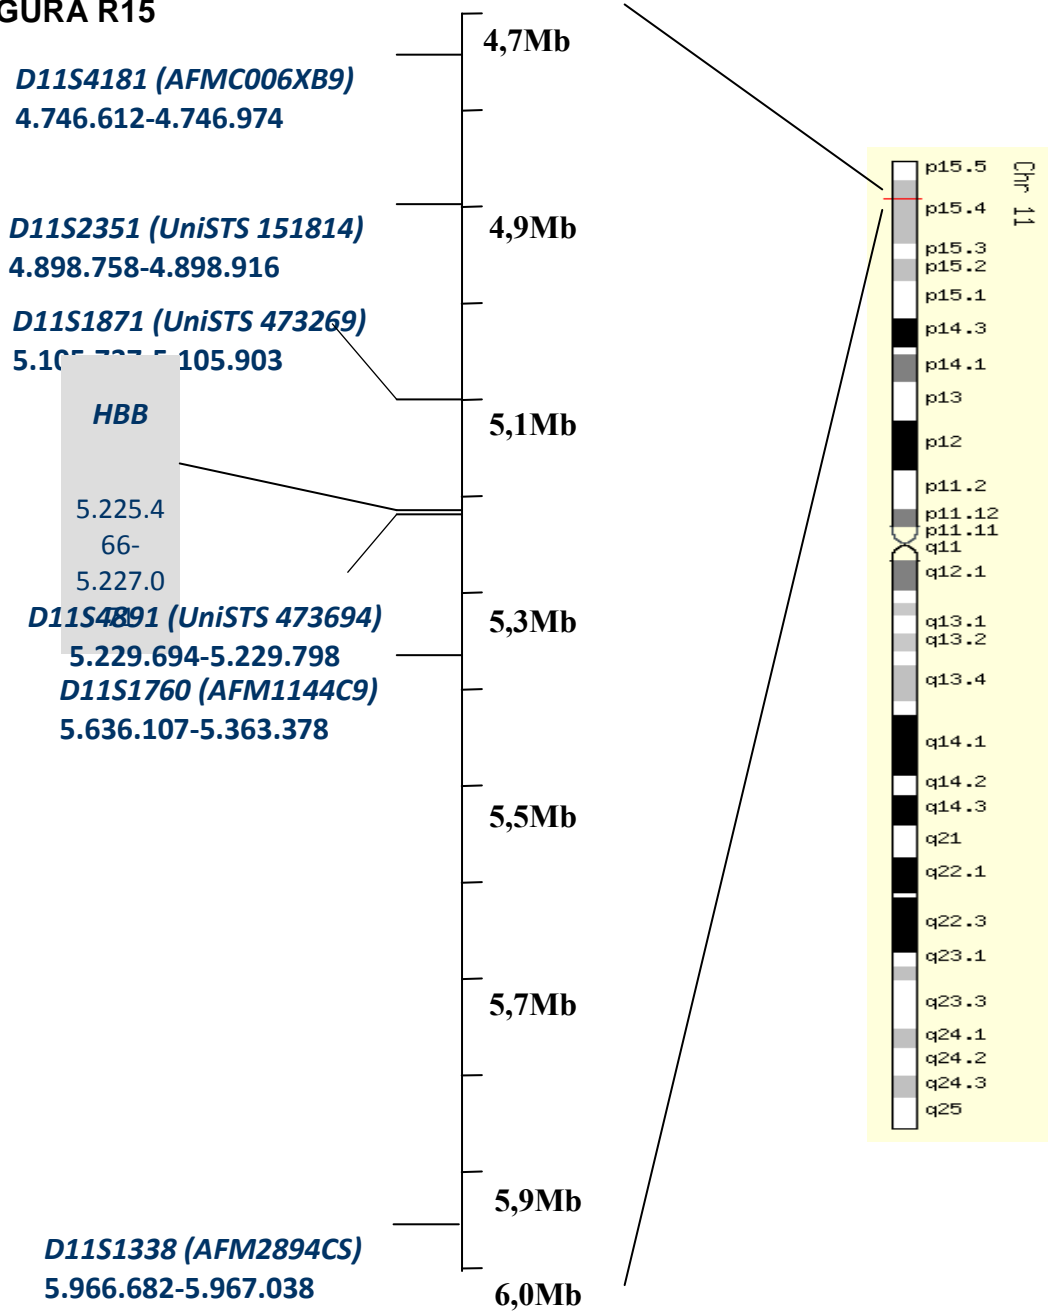 GURA R15
4,7Mb
D11S4181 (AFMC006XB9)
4.746.612-4.746.974
D11S2351 (UniSTS 151814)
4.898.758-4.898.916
4,9Mb
D11S1871 (UniSTS 473269)
105.903
5,1Mb
HBB
5.225.4
66-
5.227.0
D11S4891 (UniSTS 473694)
5.229.694-5.229.798
5,3Mb
D11S1760 (AFM1144C9)
5.636.107-5.363.378
5,5Mb
5,7Mb
5,9Mb
D11S1338 (AFM2894CS)
5.966.682-5.967.038
6,0Mb
Chr 11
p15.5
p15.4
p15.3
p15.2
p15.1
p14.3
p14.1
p13
p12
p11.2
p11.12
p11.11
q11
q12.1
q13.1
q13.2
q13.4
q14.1
q14.2
q14.3
q21
q22.1
q22.3
q23.1
q23.3
q24.1
q24.2
q24.3
q25